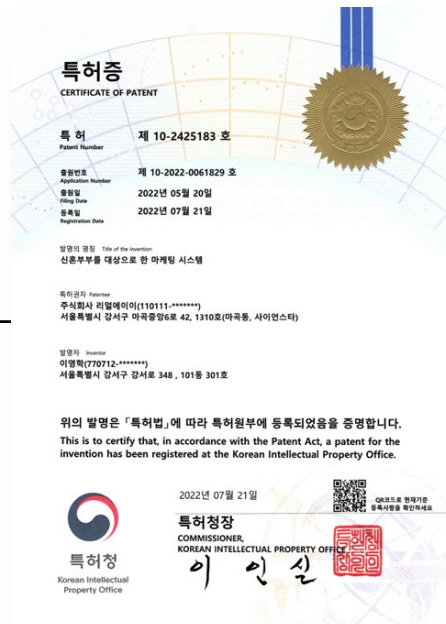 특허증
CERTIFICATE OF PATENT
특 허 제 10-2425183 호
Patent Number
출원번호 제 10-2022-0061829 호
Application Number
출원일 2022년 05월 20일
Filing Date
등록일 2022년 07월 21일
Registration Date
발명의 명칭 Title of the Invention
신혼부부를 대상으로 한 마케팅 시스템
특허권자 Patentee
주식회사 리얼에이이(110111-*******)
서울특별시 강서구 마곡중앙6로 42, 1310호(마곡동, 사이언스타)
발명자 Inventor
이영학(770712-*******)
서울특별시 강서구 강서로 348 , 101동 301호
위의 발명은 「특허법」에 따라 특허원부에 등록되었음을 증명합니다.
This is to certify that, in accordance with the Patent Act, a patent for the
invention has been registered at the Korean Intellectual Property Office.
2022년 07월 21일
QR코드로 현재기준
등록사항을 확인하세요
특허청장
COMMISSIONER,
KOREAN INTELLECTUAL PROPERTY OFFICE
이 인 실
특허청
Korean Intellectual
Property Office